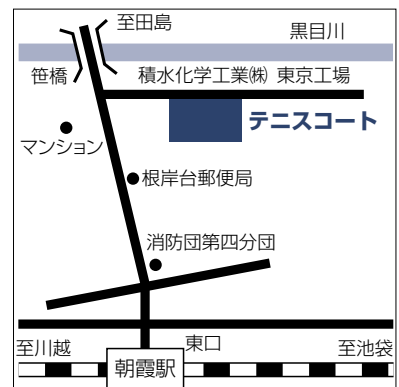 至田島
黒目川
笹橋
積水化学工業㈱ 東京工場
テニスコート
マンション
根岸台郵便局
消防団第四分団
至川越
東口
至池袋
朝霞駅